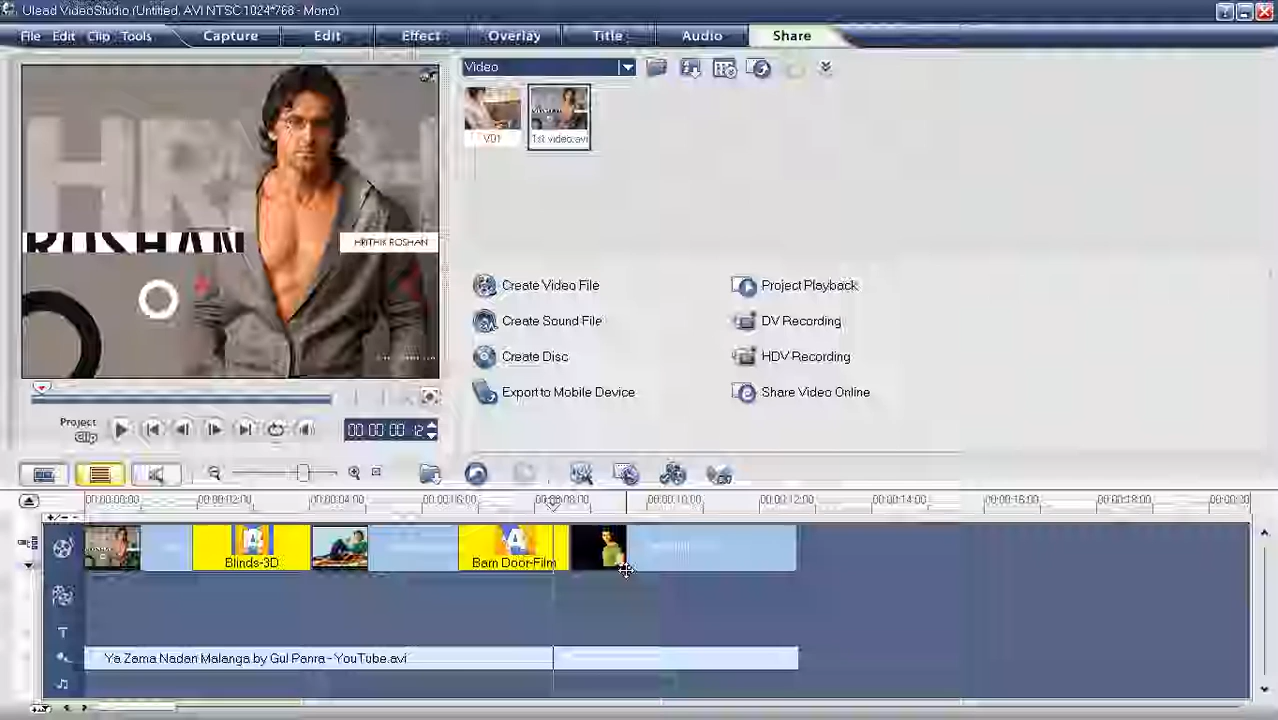 Ulead VideoStudio (Untitled, AVI NTSC 1024*768 - Mono)
File Edit Clip Tools Capture Edit Effect Overlay Title Audio Share
Video
V01 1st video.avi
ROSHAN
HRITHIK ROSHAN
Create Video File Project Playback
Create Sound File DV Recording
Create Disc HDV Recording
Export to Mobile Device Share Video Online
Project
Clip
00:00:00:12
00:00:00:00 00:00:02:00 00:00:04:00 00:00:06:00 00:00:08:00 00:00:10:00 00:00:12:00 00:00:14:00 00:00:16:00 00:00:18:00
Blinds-3D Barn Door-Film
T
Ya Zama Nadan Malanga by Gul Panra - YouTube.avi